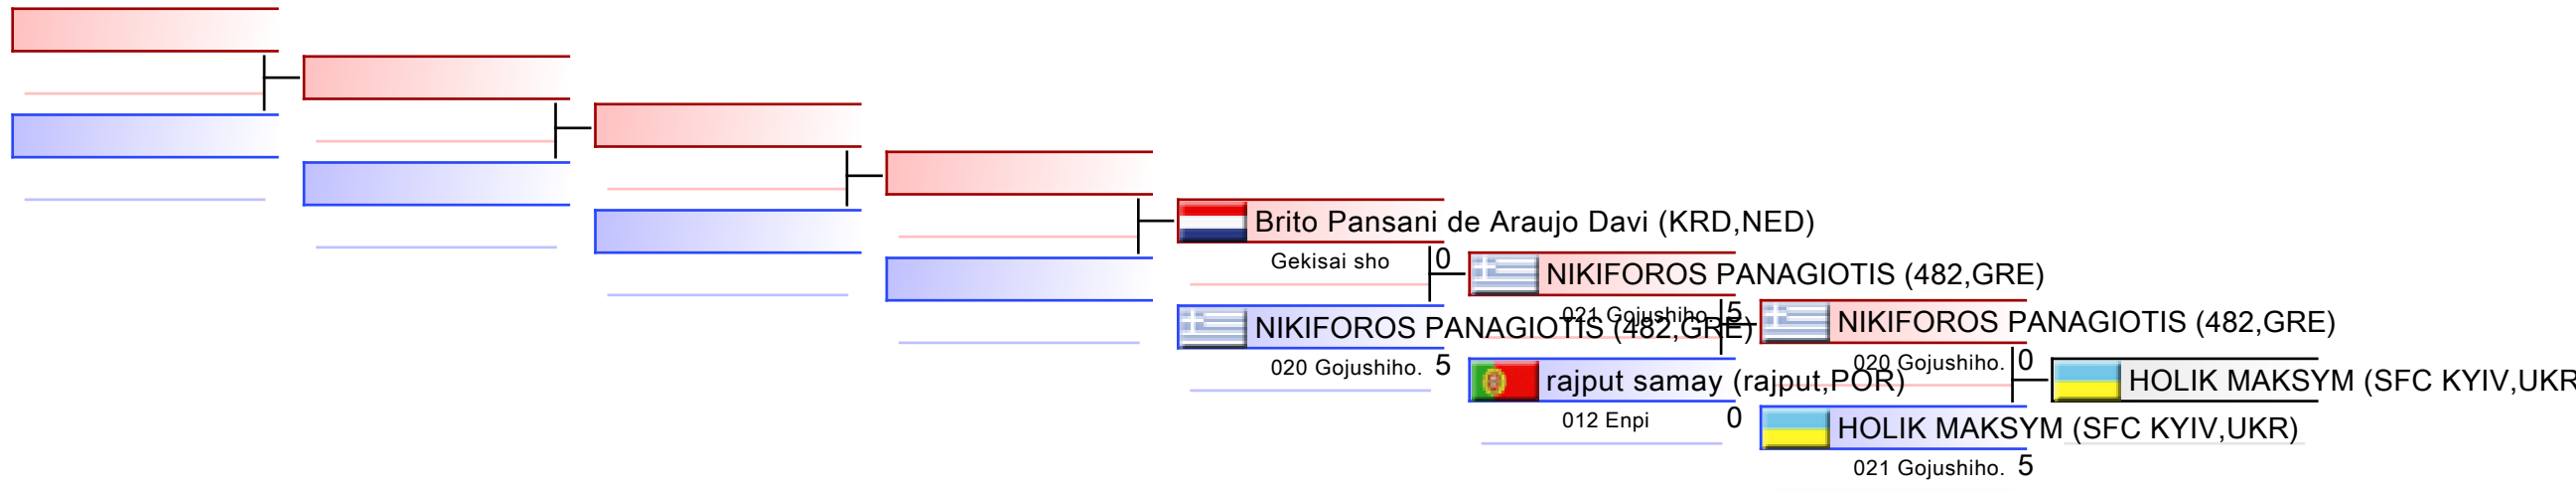 Brito Pansani de Araujo Davi (KRD,NED)
Gekisai sho 0
NIKIFOROS PANAGIOTIS (482,GRE)
020 Gojushiho. 5
NIKIFOROS PANAGIOTIS (482,GRE)
021 Gojushiho. 5
rajput samay (rajput,POR)
012 Enpi 0
NIKIFOROS PANAGIOTIS (482,GRE)
020 Gojushiho. 0
HOLIK MAKSYM (SFC KYIV,UKR)
021 Gojushiho. 5
HOLIK MAKSYM (SFC KYIV,UKR